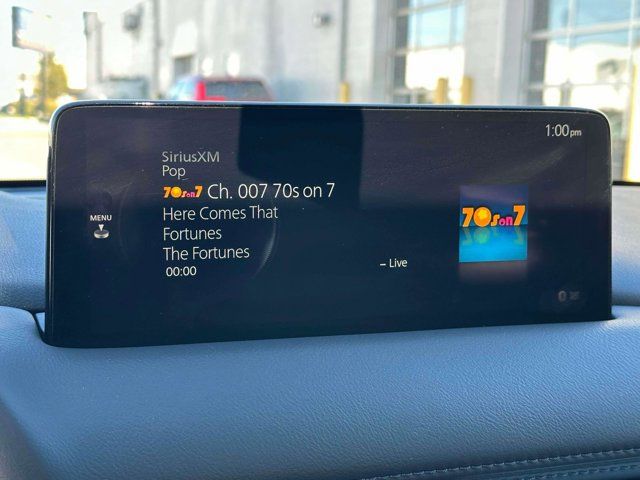 1:00pm
SiriusXM
Pop
70s on 7 Ch. 007 70s on 7
Here Comes That
Fortunes
The Fortunes
00:00
– Live
MENU
70s on 7